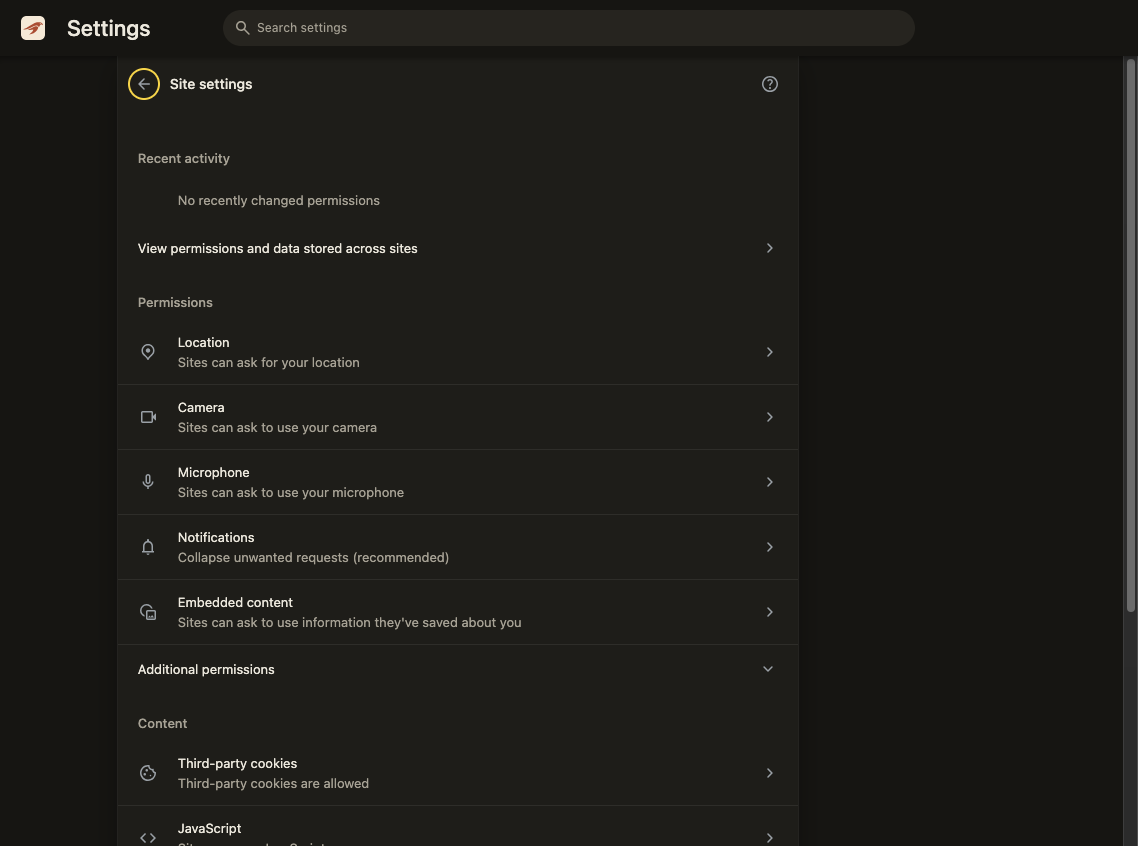 Settings
Search settings
Site settings
Recent activity
No recently changed permissions
View permissions and data stored across sites
Permissions
Location
Sites can ask for your location
Camera
Sites can ask to use your camera
Microphone
Sites can ask to use your microphone
Notifications
Collapse unwanted requests (recommended)
Embedded content
Sites can ask to use information they've saved about you
Additional permissions
Content
Third-party cookies
Third-party cookies are allowed
JavaScript